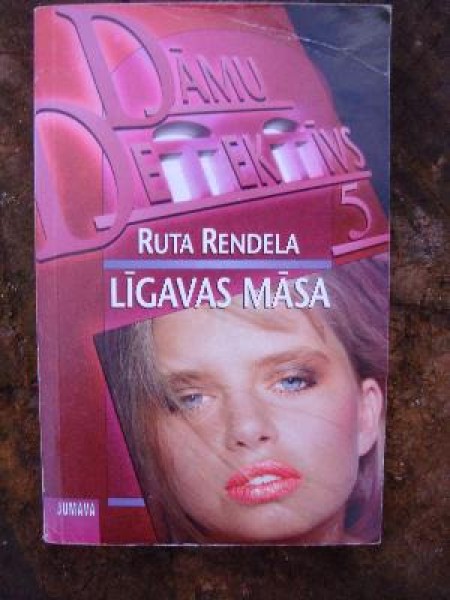 DĀMU
DETEKTĪVS
5
RUTA RENDELA
LĪGAVAS MĀSA
JUMAVA